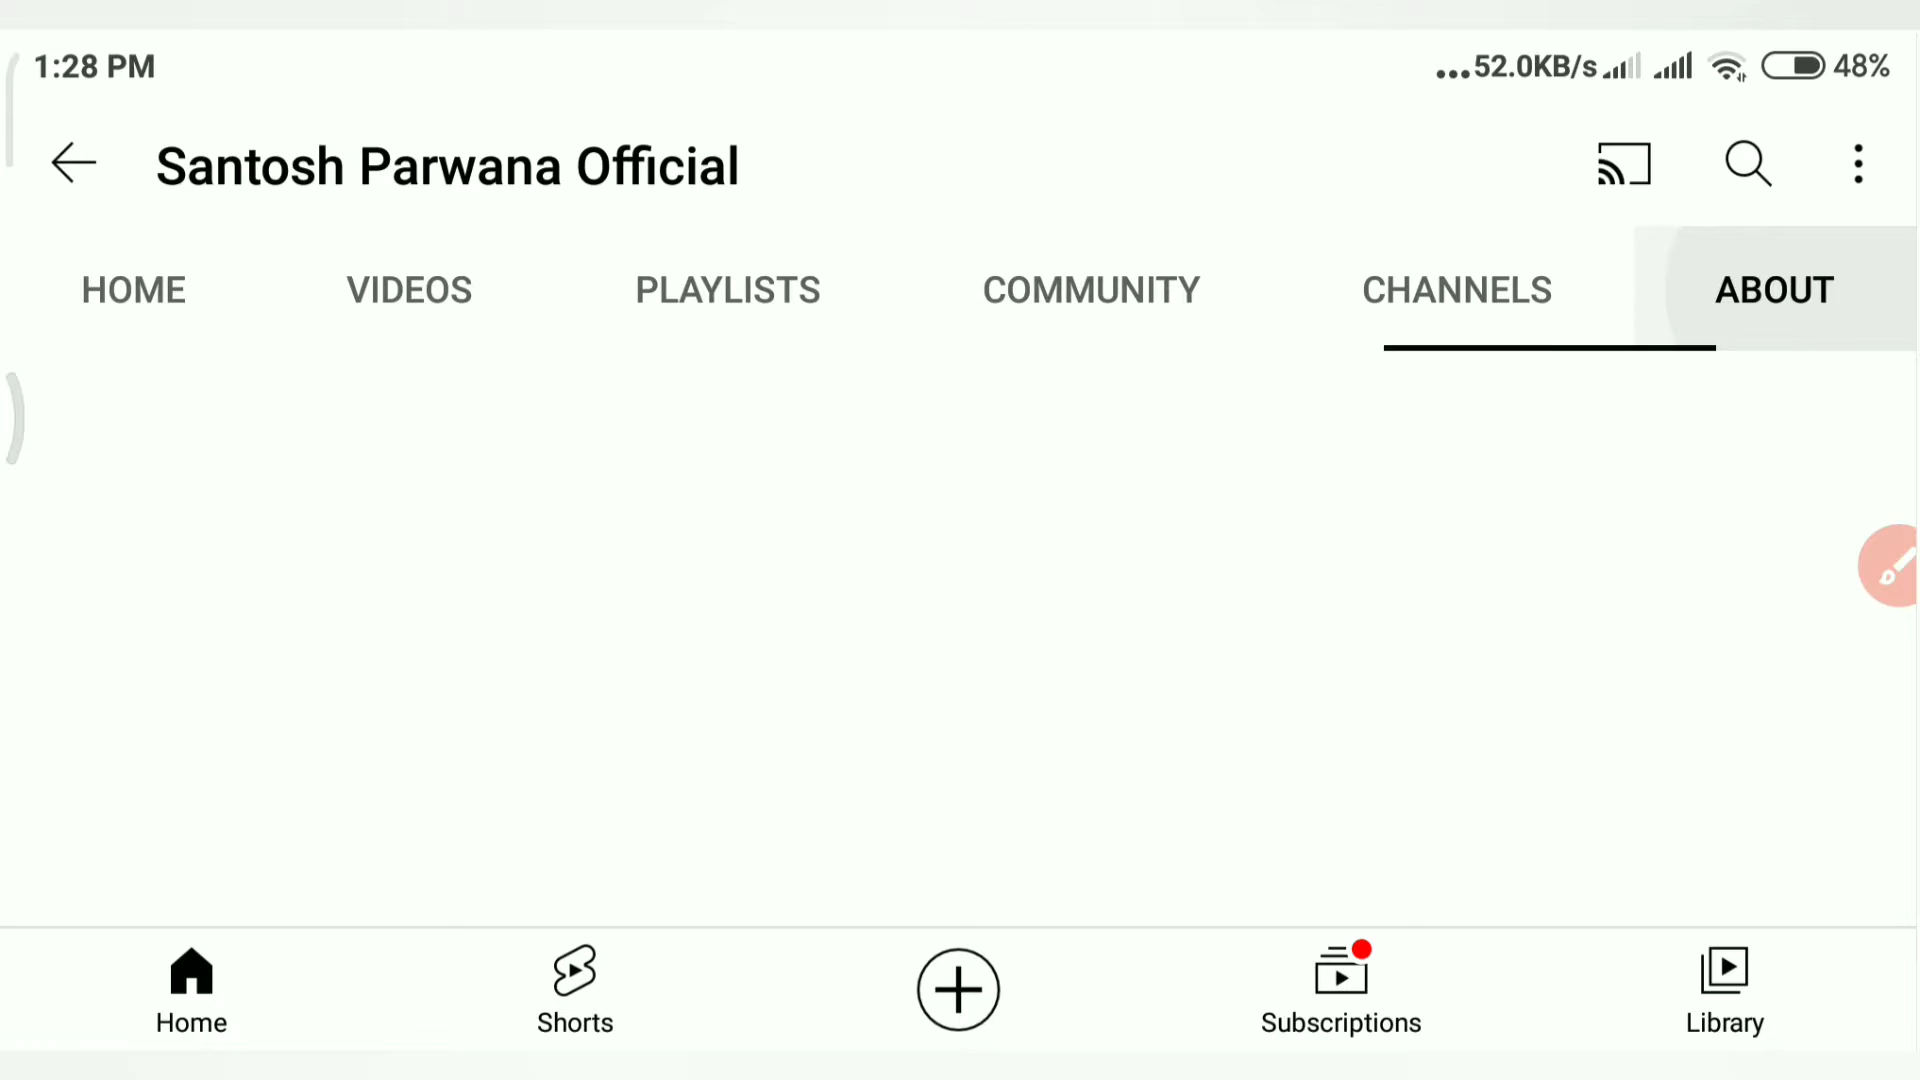 1:28 PM
...52.0KB/s 48%
Santosh Parwana Official
HOME VIDEOS PLAYLISTS COMMUNITY CHANNELS ABOUT
Home Shorts Subscriptions Library